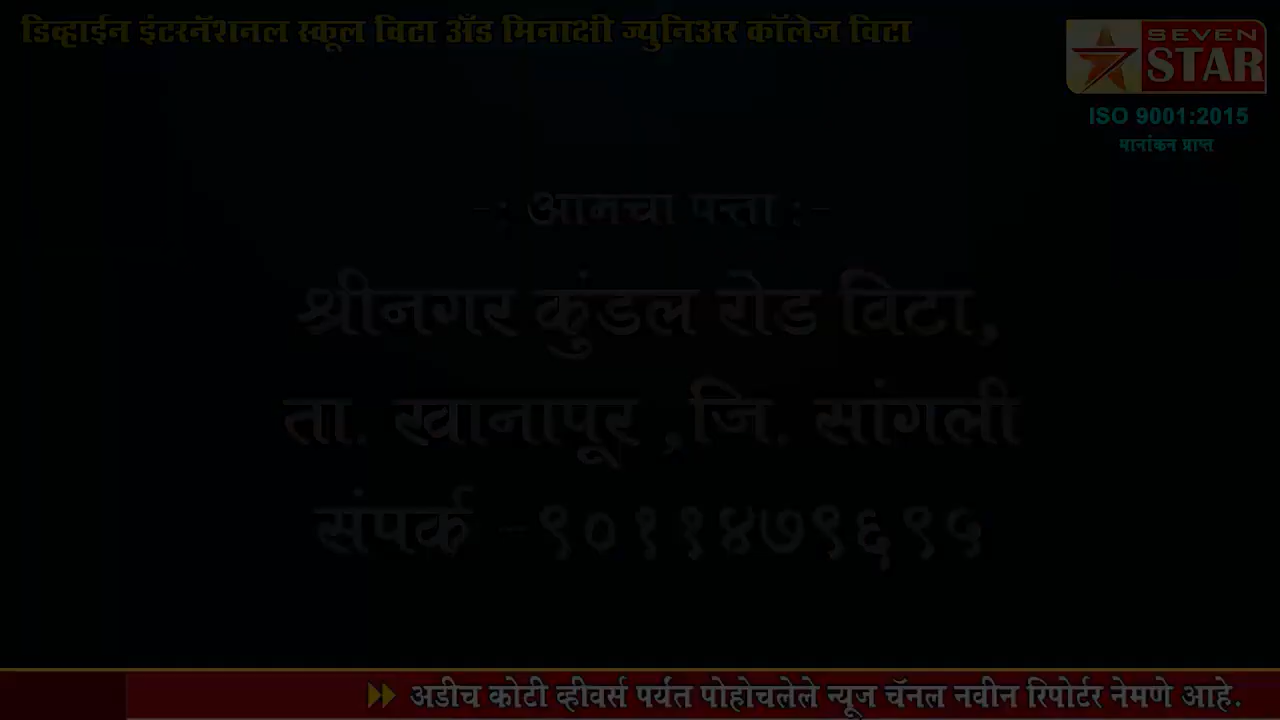 डिव्हाईन इंटरनॅशनल स्कूल विटा अँड मिनाक्षी ज्युनिअर कॉलेज विटा
SEVEN
STAR
ISO 9001:2015
मानांकन प्राप्त
-: आमचा पत्ता :-
श्रीनगर कुंडल रोड विटा,
ता. खानापूर ,जि. सांगली
संपर्क -९०११४७९६९५
अडीच कोटी व्हीवर्स पर्यंत पोहोचलेले न्यूज चॅनल नवीन रिपोर्टर नेमणे आहे.